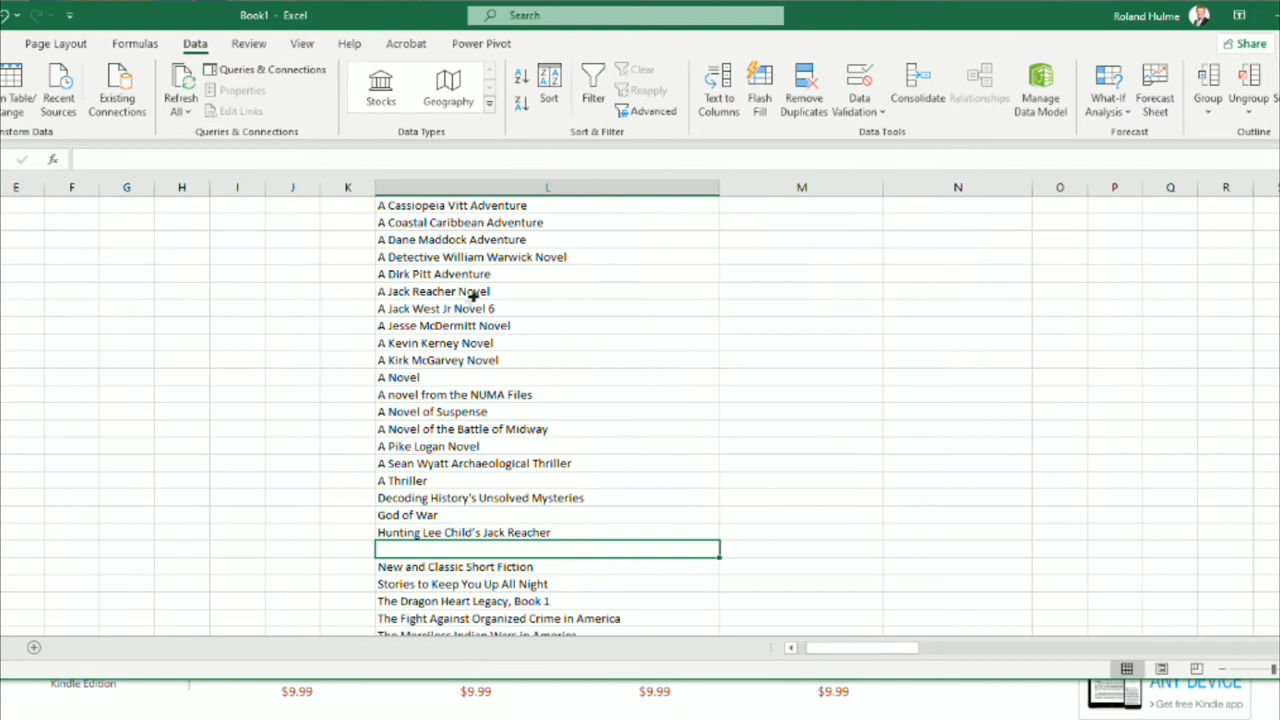 Book1 - Excel
Search
Roland Hulme
Page Layout Formulas Data Review View Help Acrobat Power Pivot
Share
Queries & Connections
Clear
Properties
Reapply
Edit Links
Advanced
Recent Sources
Existing Connections
Refresh All
Stocks
Geography
Sort
Filter
Text to Columns
Flash Fill
Remove Duplicates
Data Validation
Consolidate
Relationships
Manage Data Model
What-If Analysis
Forecast Sheet
Group
Ungroup
Queries & Connections
Data Types
Sort & Filter
Data Tools
Forecast
Outline
fx
E F G H I J K L M N O P Q R
A Cassiopeia Vitt Adventure
A Coastal Caribbean Adventure
A Dane Maddock Adventure
A Detective William Warwick Novel
A Dirk Pitt Adventure
A Jack Reacher Novel
A Jack West Jr Novel 6
A Jesse McDermitt Novel
A Kevin Kerney Novel
A Kirk McGarvey Novel
A Novel
A novel from the NUMA Files
A Novel of Suspense
A Novel of the Battle of Midway
A Pike Logan Novel
A Sean Wyatt Archaeological Thriller
A Thriller
Decoding History's Unsolved Mysteries
God of War
Hunting Lee Child's Jack Reacher
New and Classic Short Fiction
Stories to Keep You Up All Night
The Dragon Heart Legacy, Book 1
The Fight Against Organized Crime in America
The Merciless Indian Wars in America
Kindle Edition
$9.99 $9.99 $9.99 $9.99
ANY DEVICE
Get free Kindle app